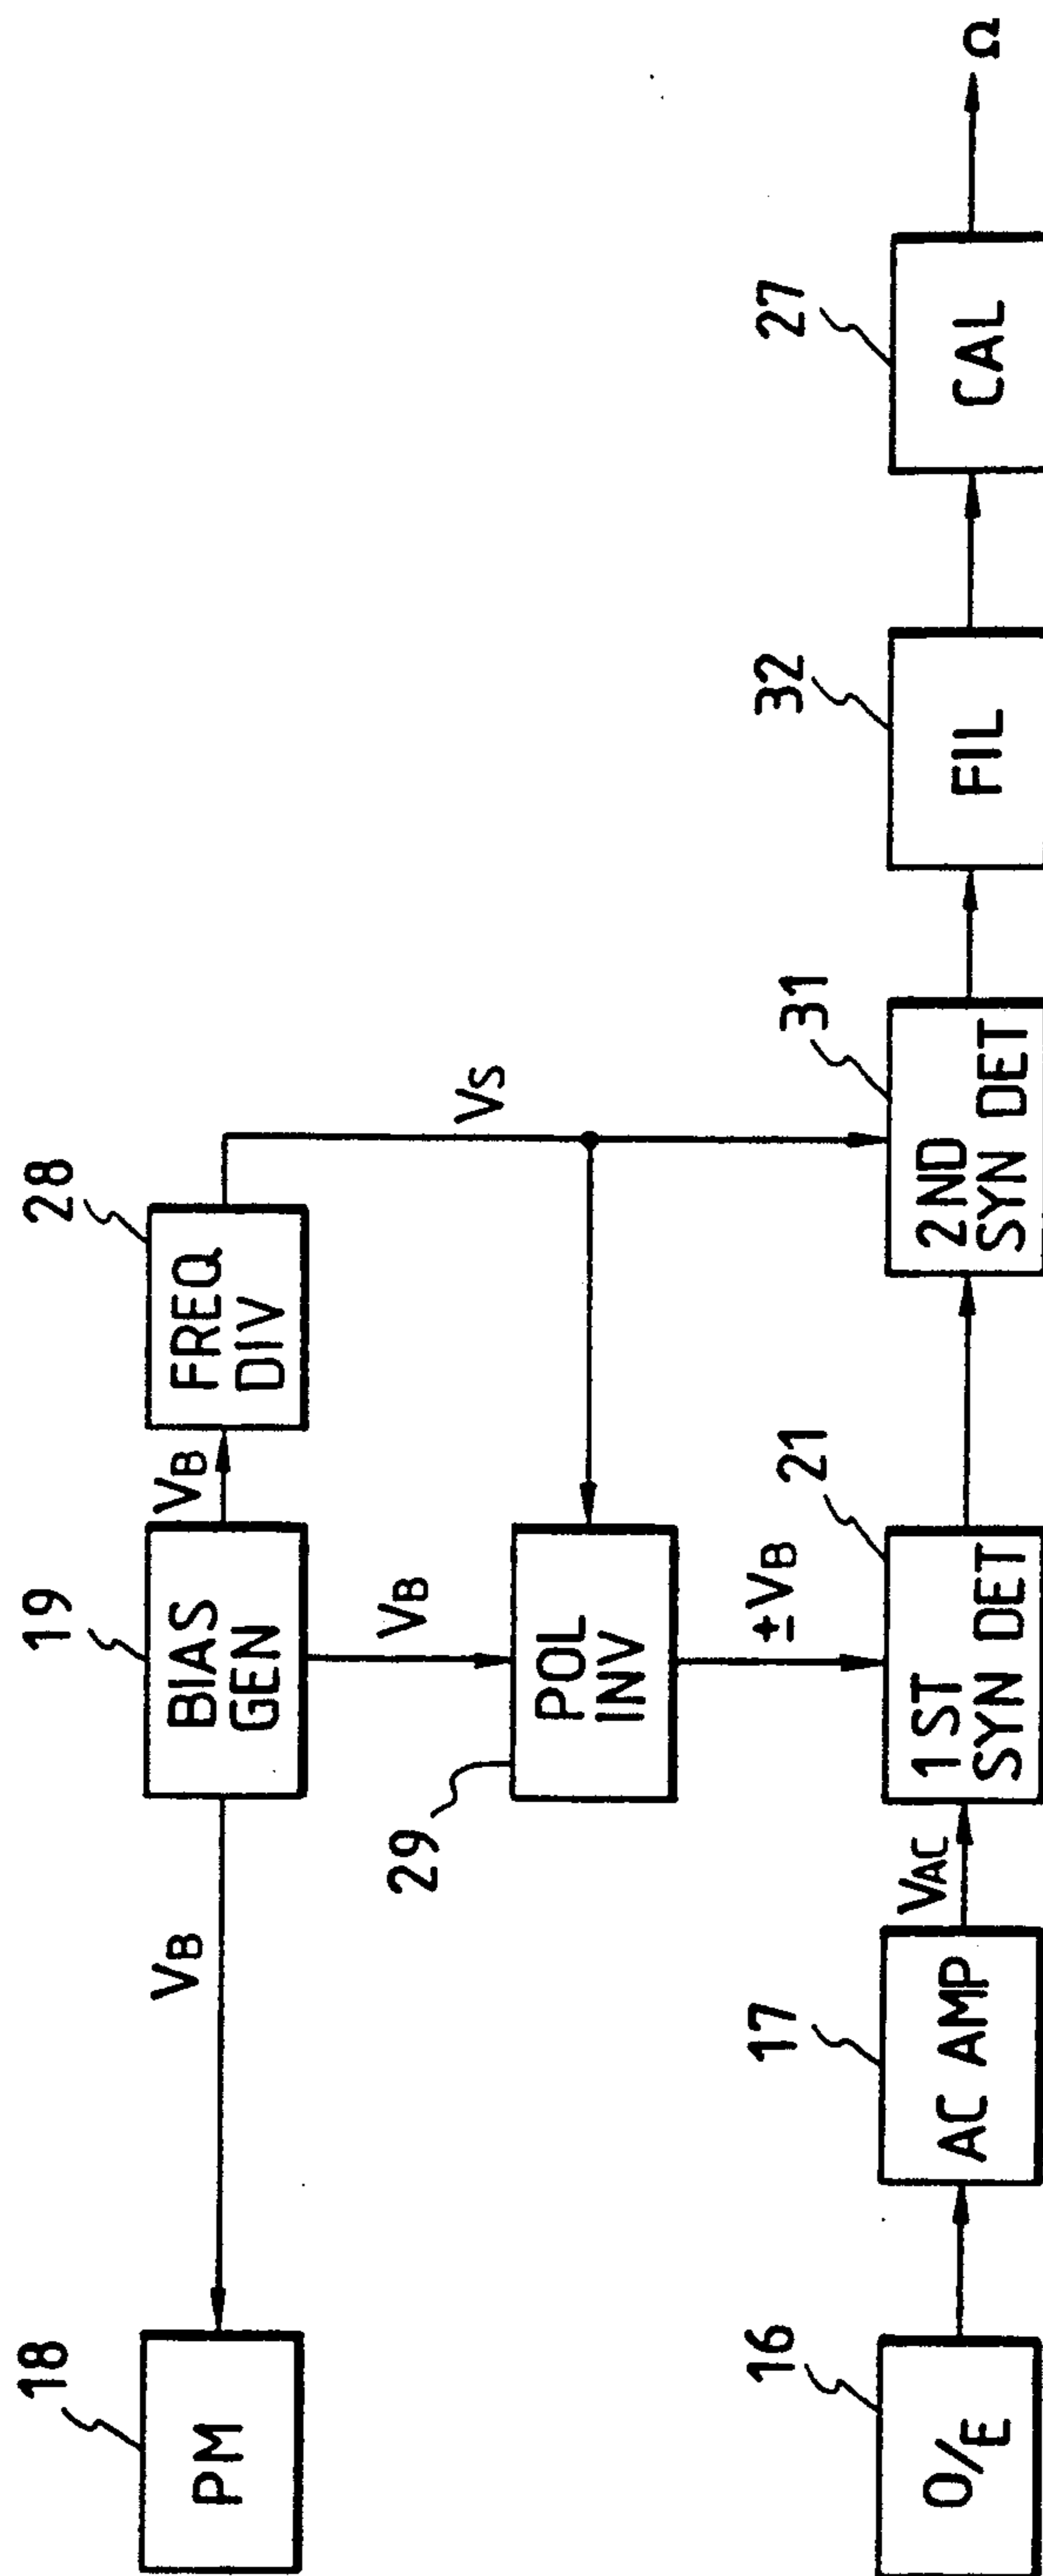 18
PM
VB
19
BIAS
GEN
VB
28
FREQ
DIV
VS
VB
29
POL
INV
±VB
16
O/E
17
AC AMP
VAC
21
1ST
SYN DET
31
2ND
SYN DET
32
FIL
27
CAL
Ω